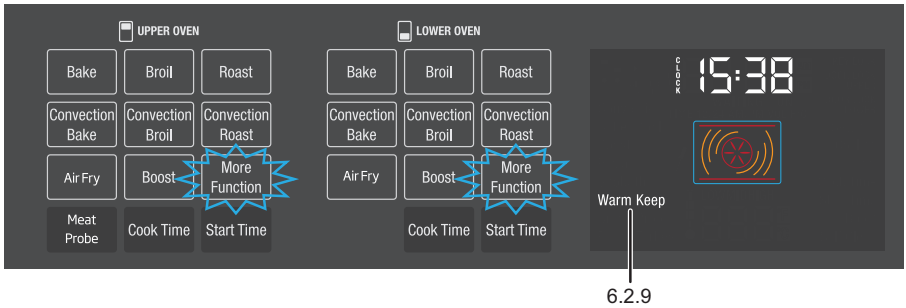 UPPER OVEN
LOWER OVEN
Bake
Broil
Roast
Bake
Broil
Roast
CLOCK 15:38
Convection
Bake
Convection
Broil
Convection
Roast
Convection
Bake
Convection
Broil
Convection
Roast
Air Fry
Boost
More
Function
Air Fry
Boost
More
Function
Warm Keep
Meat
Probe
Cook Time
Start Time
Cook Time
Start Time
6.2.9